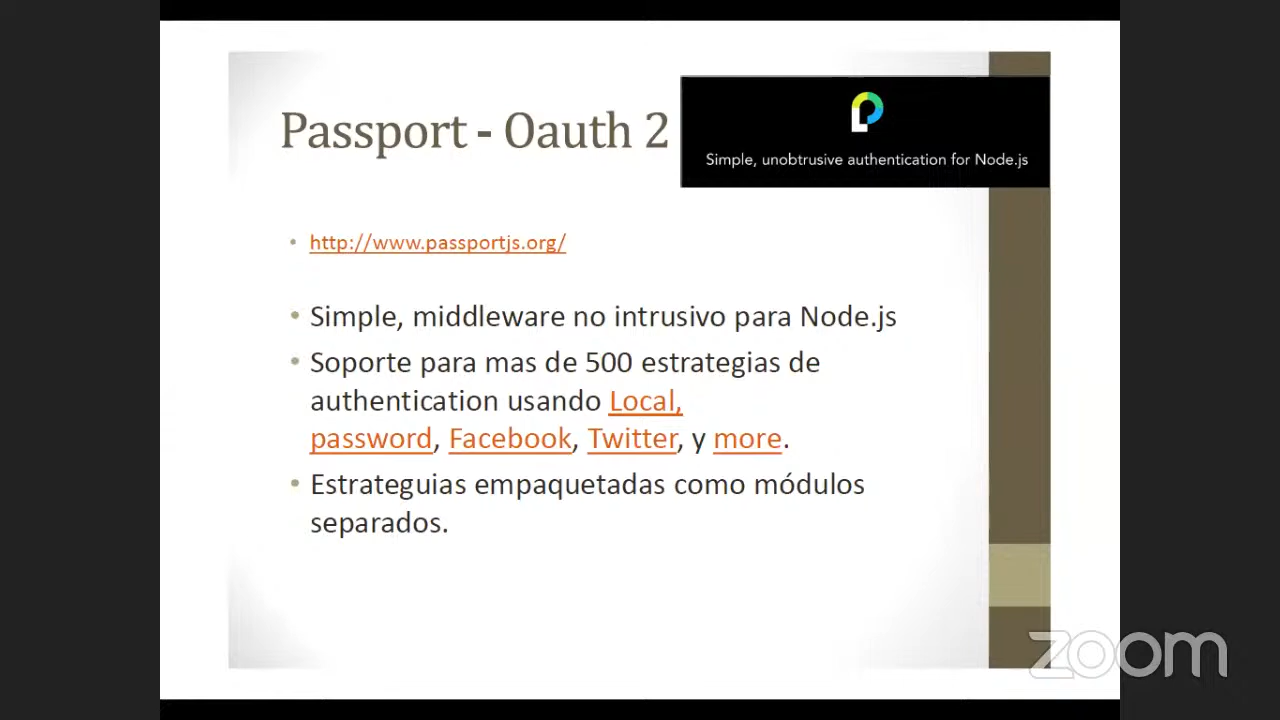 Passport - Oauth 2
Simple, unobtrusive authentication for Node.js
• http://www.passportjs.org/
• Simple, middleware no intrusivo para Node.js
• Soporte para mas de 500 estrategias de
authentication usando Local,
password, Facebook, Twitter, y more.
• Estrateguias empaquetadas como módulos
separados.
zoom